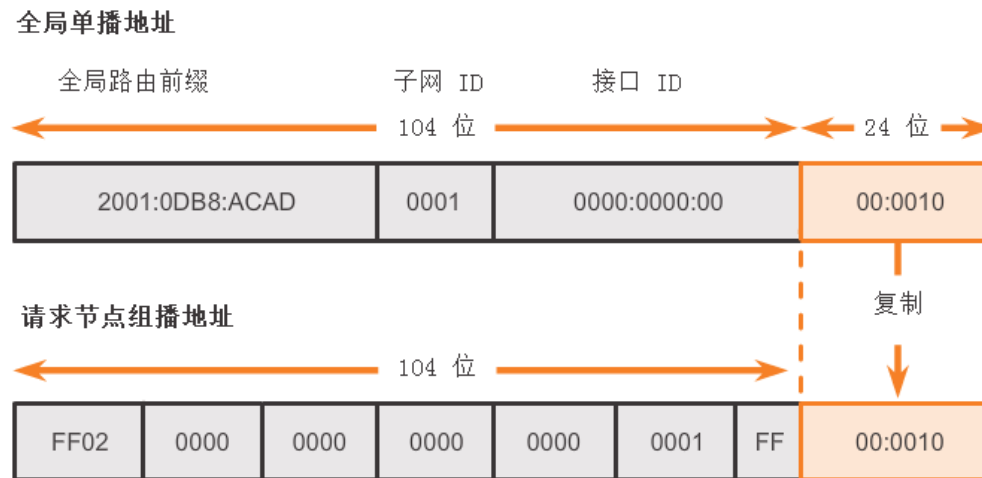 全局单播地址
全局路由前缀 子网 ID 接口 ID
104 位 24 位
2001:0DB8:ACAD 0001 0000:0000:00 00:0010
复制
请求节点组播地址
104 位
FF02 0000 0000 0000 0000 0001 FF 00:0010